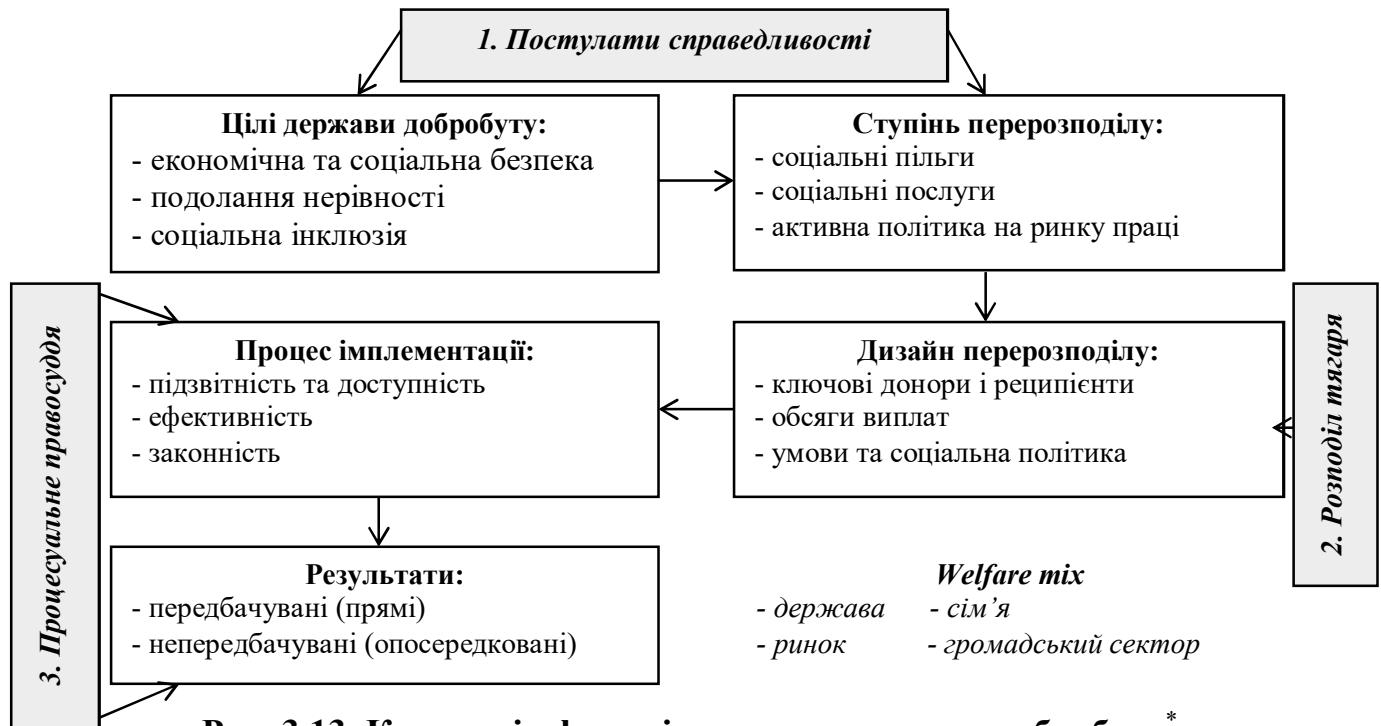 1. Постулати справедливості
Цілі держави добробуту:
- економічна та соціальна безпека
- подолання нерівності
- соціальна інклюзія
Ступінь перерозподілу:
- соціальні пільги
- соціальні послуги
- активна політика на ринку праці
3. Процесуальне правосуддя
Процес імплементації:
- підзвітність та доступність
- ефективність
- законність
Дизайн перерозподілу:
- ключові донори і реципієнти
- обсяги виплат
- умови та соціальна політика
2. Розподіл тягаря
Результати:
- передбачувані (прямі)
- непередбачувані (опосередковані)
Welfare mix
- держава - сім’я
- ринок - громадський сектор